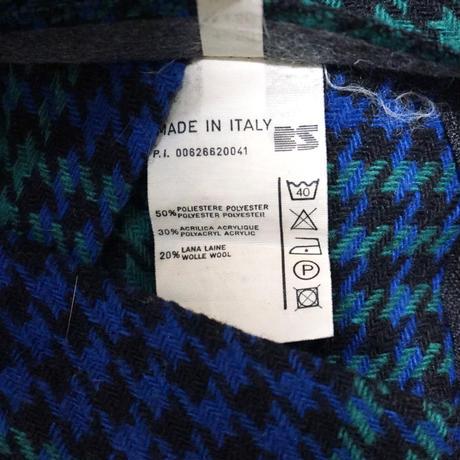 MADE IN ITALY
BS
P.I. 00626620041
40
50% POLIESTERE POLYESTER
POLYESTER POLYESTER
30% ACRILICA ACRYLIQUE
POLYACRYL ACRYLIC
P
20% LANA LAINE
WOLLE WOOL